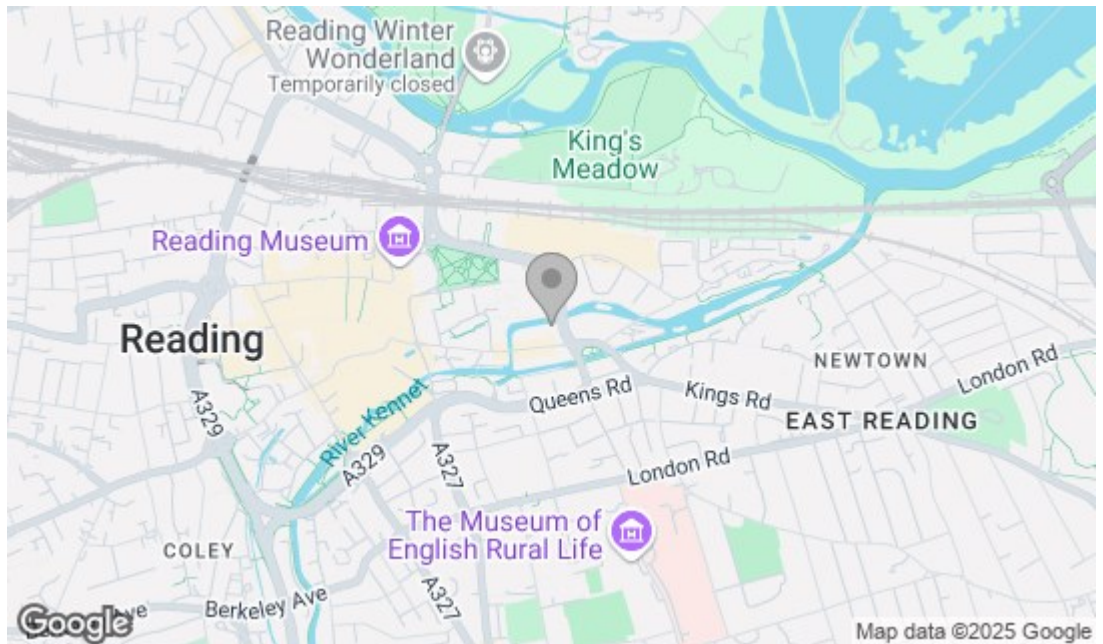 Reading Winter
Wonderland
Temporarily closed
King's
Meadow
Reading Museum
Reading
NEWTOWN
London Rd
Kings Rd
Queens Rd
EAST READING
A329
River Kennet
A329
A327
London Rd
The Museum of
English Rural Life
COLEY
A327
Berkeley Ave
Ave
Google
Map data ©2025 Google